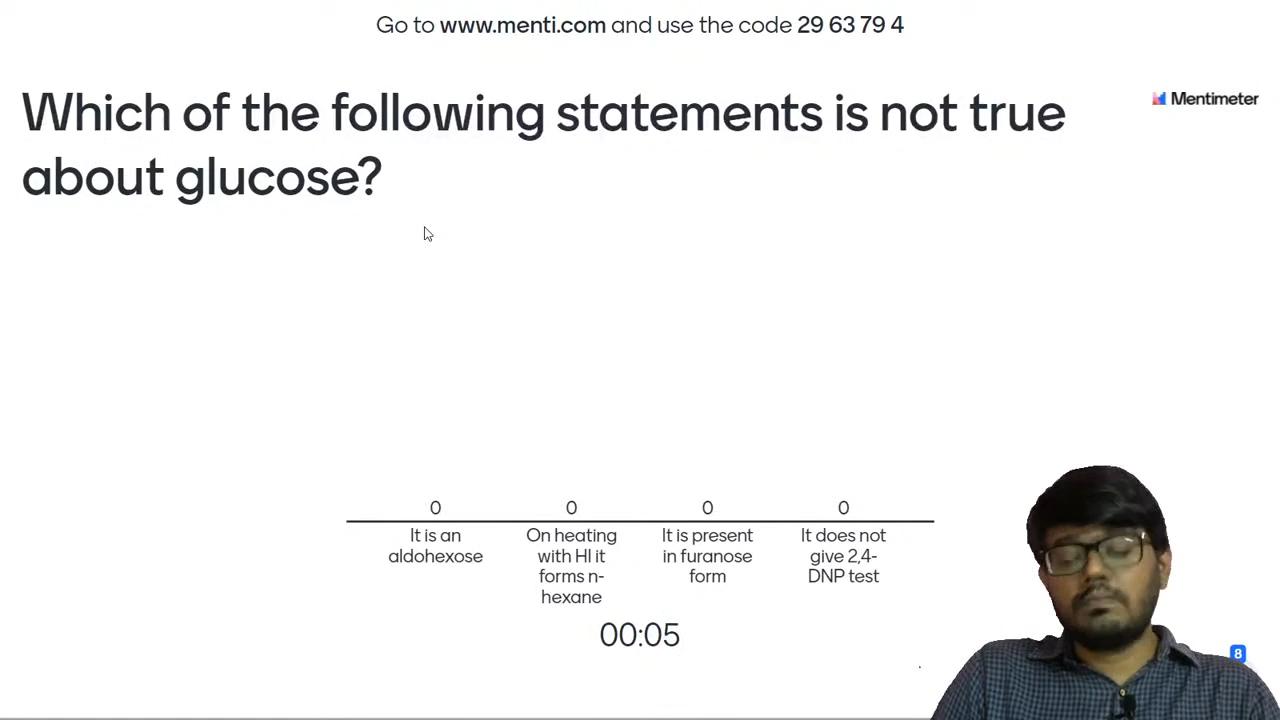 Go to www.menti.com and use the code 29 63 79 4
Which of the following statements is not true
about glucose?
Mentimeter
0
0
0
0
It is an
aldohexose
On heating
with HI it
forms n-
hexane
It is present
in furanose
form
It does not
give 2,4-
DNP test
00:05
8